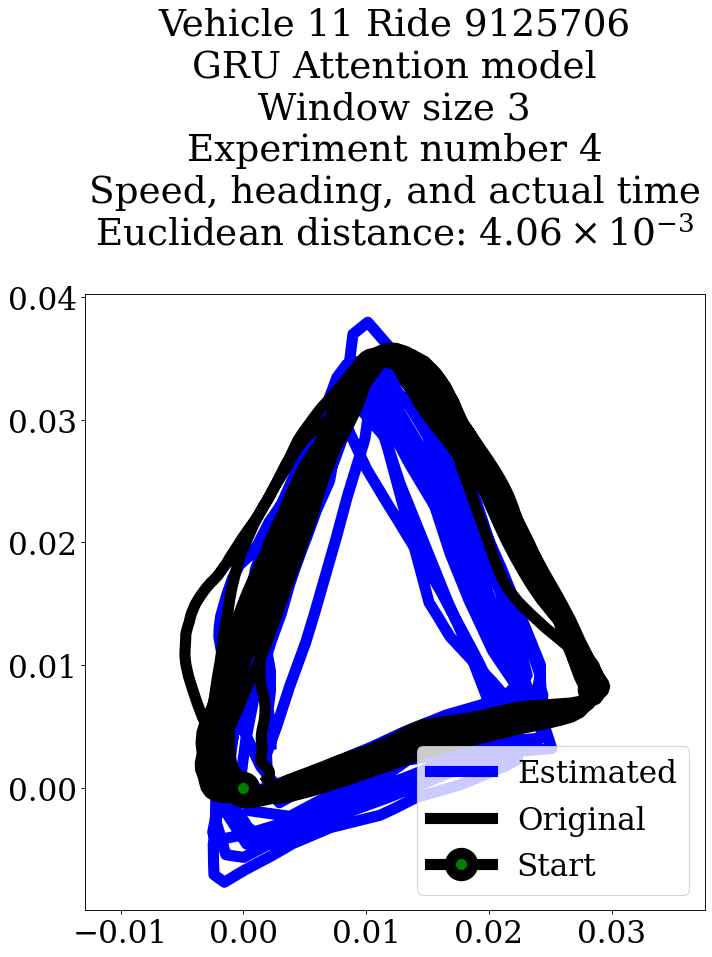 Vehicle 11 Ride 9125706
GRU Attention model
Window size 3
Experiment number 4
Speed, heading, and actual time
Euclidean distance: 4.06 × 10⁻³
0.04
0.03
0.02
0.01
0.00
Estimated
Original
Start
−0.01 0.00 0.01 0.02 0.03